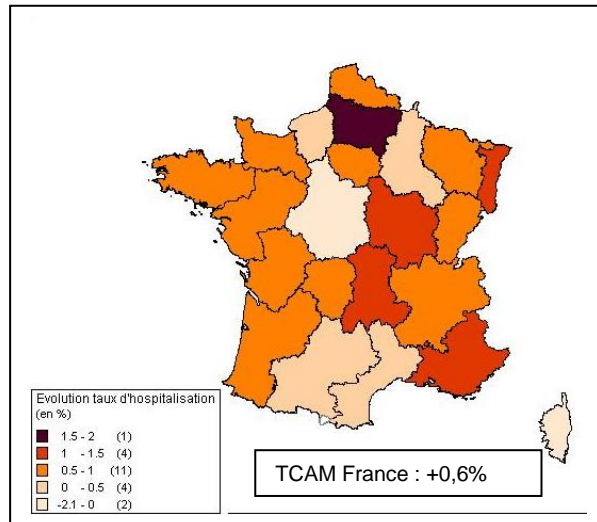 Evolution taux d'hospitalisation
(en %)
1.5 - 2 (1)
1 - 1.5 (4)
0.5 - 1 (11)
0 - 0.5 (4)
-2.1 - 0 (2)
TCAM France : +0,6%